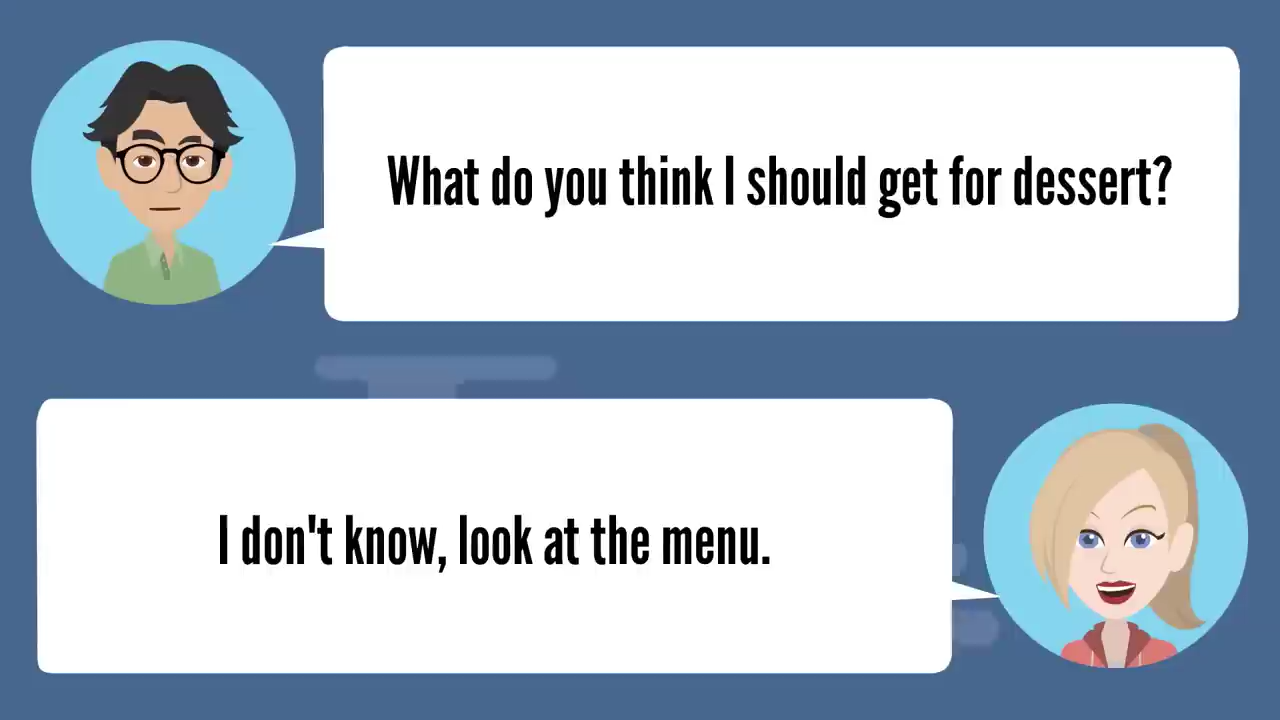 What do you think I should get for dessert?
I don't know, look at the menu.